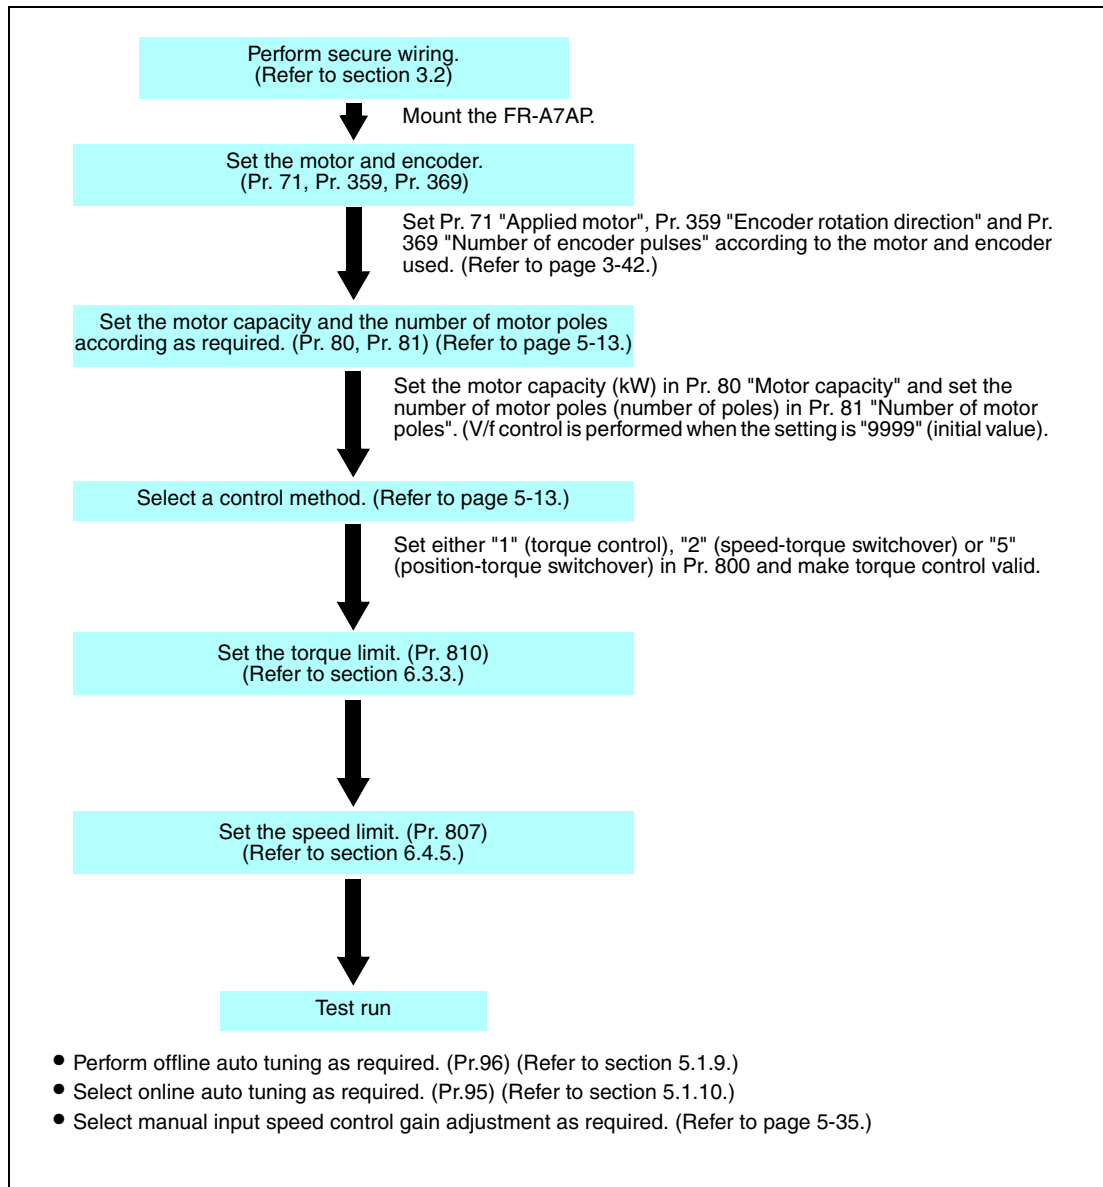 Perform secure wiring.
(Refer to section 3.2)
Mount the FR-A7AP.
Set the motor and encoder.
(Pr. 71, Pr. 359, Pr. 369)
Set Pr. 71 "Applied motor", Pr. 359 "Encoder rotation direction" and Pr.
369 "Number of encoder pulses" according to the motor and encoder
used. (Refer to page 3-42.)
Set the motor capacity and the number of motor poles
according as required. (Pr. 80, Pr. 81) (Refer to page 5-13.)
Set the motor capacity (kW) in Pr. 80 "Motor capacity" and set the
number of motor poles (number of poles) in Pr. 81 "Number of motor
poles". (V/f control is performed when the setting is "9999" (initial value).
Select a control method. (Refer to page 5-13.)
Set either "1" (torque control), "2" (speed-torque switchover) or "5"
(position-torque switchover) in Pr. 800 and make torque control valid.
Set the torque limit. (Pr. 810)
(Refer to section 6.3.3.)
Set the speed limit. (Pr. 807)
(Refer to section 6.4.5.)
Test run
• Perform offline auto tuning as required. (Pr.96) (Refer to section 5.1.9.)
• Select online auto tuning as required. (Pr.95) (Refer to section 5.1.10.)
• Select manual input speed control gain adjustment as required. (Refer to page 5-35.)